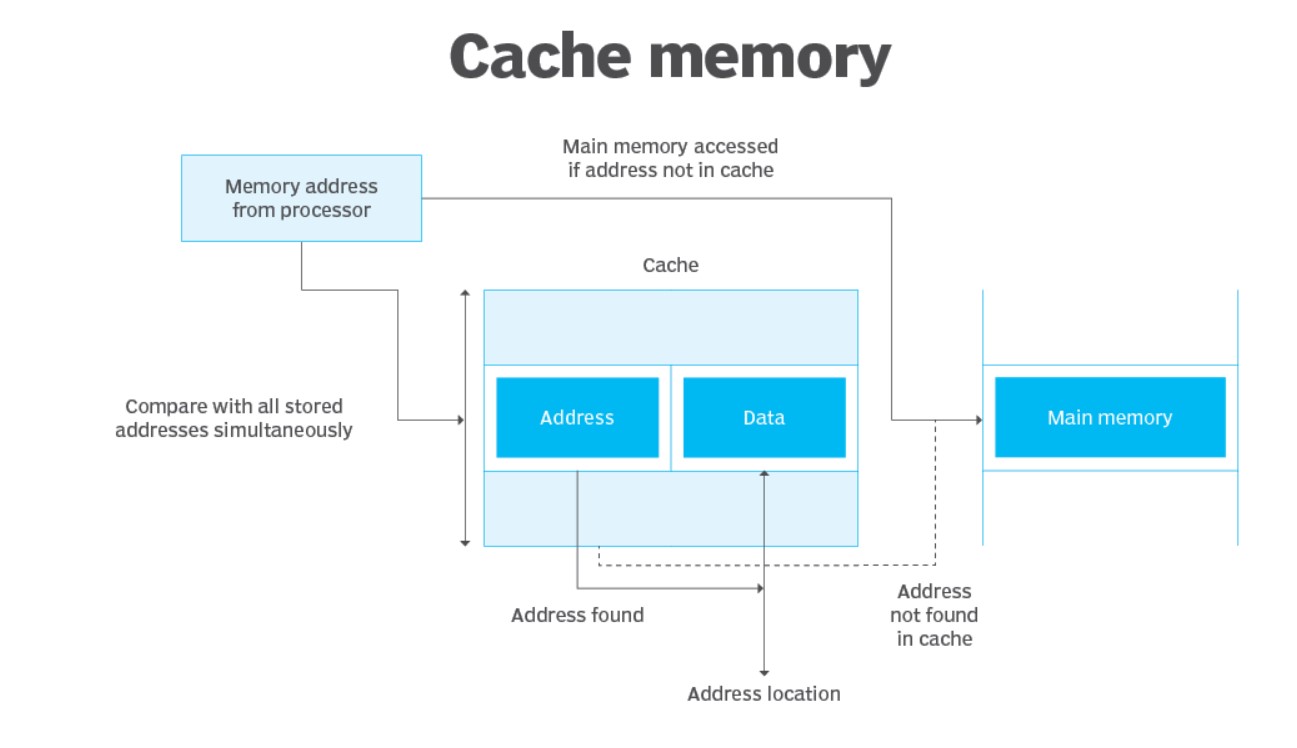 Cache memory
Main memory accessed
if address not in cache
Memory address
from processor
Cache
Compare with all stored
addresses simultaneously
Address
Data
Main memory
Address found
Address
not found
in cache
Address location